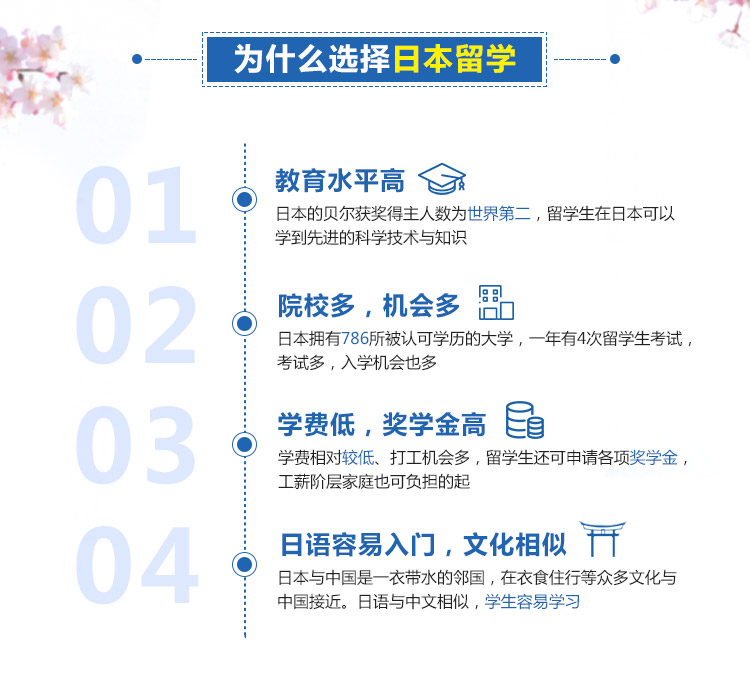 为什么选择日本留学
01
教育水平高
日本的贝尔获奖得主人数为世界第二，留学生在日本可以
学到先进的科学技术与知识
02
院校多，机会多
日本拥有786所被认可学历的大学，一年有4次留学生考试，
考试多，入学机会也多
03
学费低，奖学金高
学费相对较低、打工机会多，留学生还可申请各项奖学金，
工薪阶层家庭也可负担的起
04
日语容易入门，文化相似
日本与中国是一衣带水的邻国，在衣食住行等众多文化与
中国接近。日语与中文相似，学生容易学习